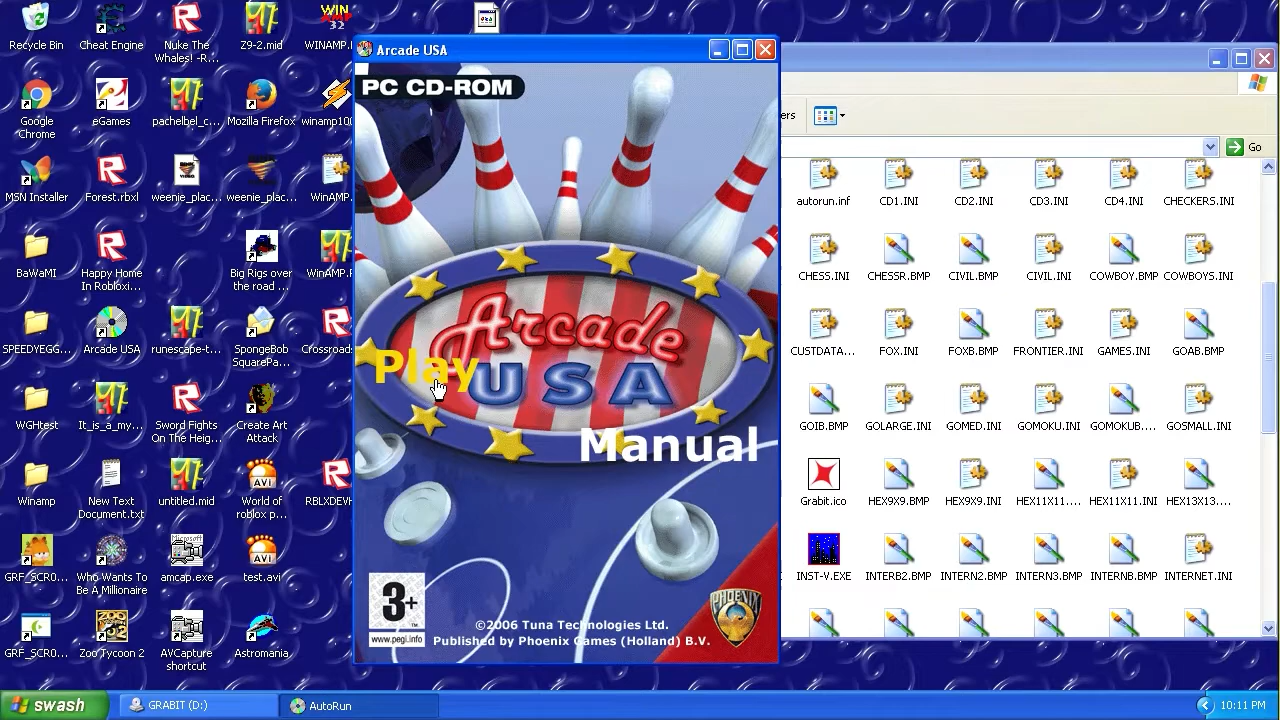 Recycle Bin
Cheat Engine
Nuke The
Whales! -R...
Z9-2.mid
Google
Chrome
eGames
pachelbel_c...
Mozilla Firefox
MSN Installer
Forest.rbxl
weenie_plac...
weenie_plac...
BaWaMI
Happy Home
In Robloxi...
Big Rigs over
the road ...
SPEEDYEGG...
Arcade USA
runescape-t...
SpongeBob
SquarePa...
WGHtest
It_is_a_my...
Sword Fights
On The Heig...
Create Art
Attack
Winamp
New Text
Document.txt
untitled.mid
AVI
World of
roblox p...
GRF_SCR0...
Who Wants To
Be A Millionaire
Microsoft
amcap.exe
AVI
test.avi
GRF_SCR0...
Zoo Tycoon 2
AVCapture
shortcut
Astromania
Arcade USA
PC CD-ROM
Arcade
USA
Play
Manual
3+
www.pegi.info
PHOENIX
©2006 Tuna Technologies Ltd.
Published by Phoenix Games (Holland) B.V.
ers
Go
autorun.inf
CD1.INI
CD2.INI
CD3.INI
CD4.INI
CHECKERS.INI
CHESS.INI
CHESSR.BMP
CIVIL.BMP
CIVIL.INI
COWBOY.BMP
COWBOYS.INI
CUSTDATA...
FOX.INI
FOXB.BMP
FRONTIER.INI
GAMES.INI
GOAB.BMP
GOIB.BMP
GOLARGE.INI
GOMED.INI
GOMOKU.INI
GOMOKUB....
GOSMALL.INI
Grabit.ico
HEX9X9.BMP
HEX9X9.INI
HEX11X11....
HEX11X11.INI
HEX13X13....
INST-W.EXE
INTERB2.BMP
INTERN2.BMP
INTERN3.BMP
INTERNB.BMP
INTERNET.INI
swash
GRABIT (D:)
AutoRun
10:11 PM